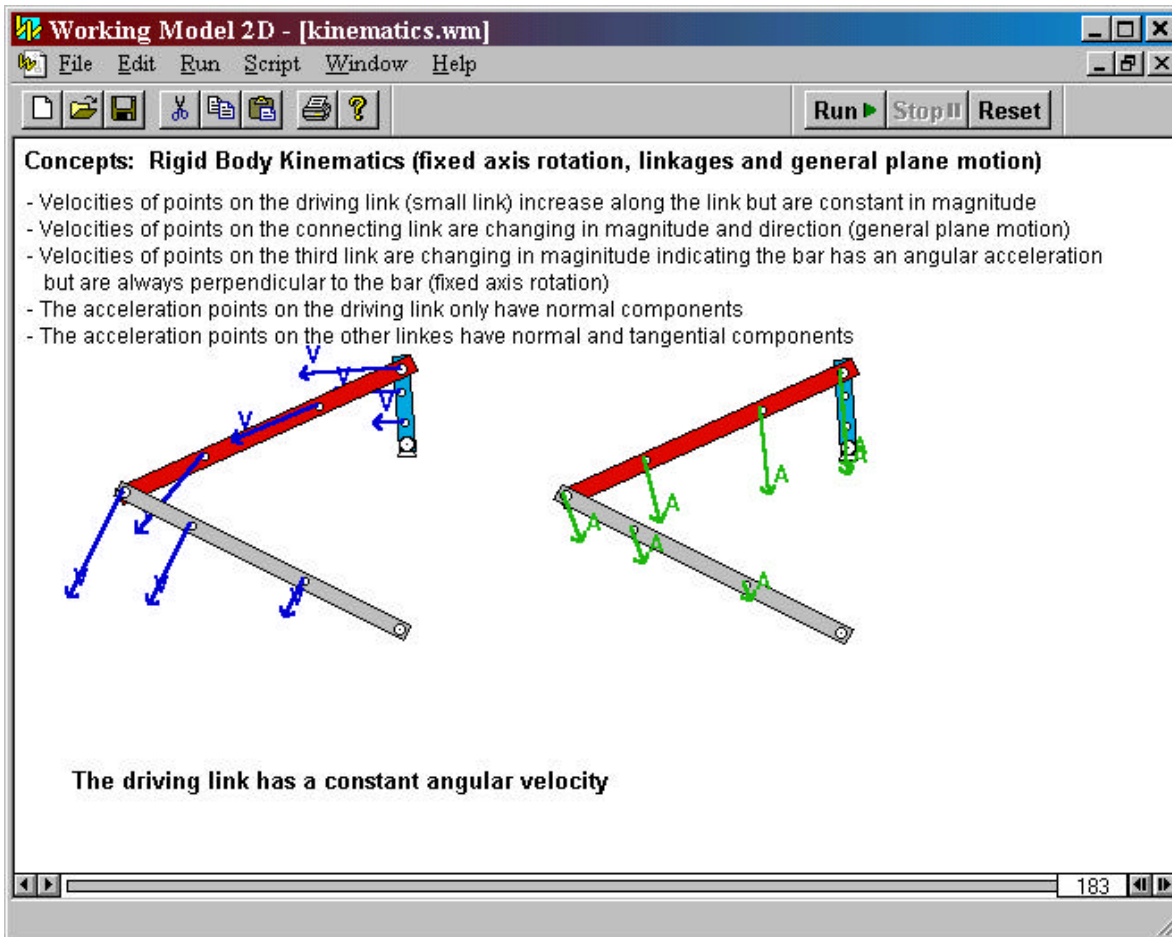 Working Model 2D - [kinematics.wm]
File Edit Run Script Window Help
Run Stop Reset
Concepts: Rigid Body Kinematics (fixed axis rotation, linkages and general plane motion)
- Velocities of points on the driving link (small link) increase along the link but are constant in magnitude
- Velocities of points on the connecting link are changing in magnitude and direction (general plane motion)
- Velocities of points on the third link are changing in maginitude indicating the bar has an angular acceleration
but are always perpendicular to the bar (fixed axis rotation)
- The acceleration points on the driving link only have normal components
- The acceleration points on the other linkes have normal and tangential components
V
V
V
V
V
V
V
V
A
A
A
A
A
A
A
A
The driving link has a constant angular velocity
183